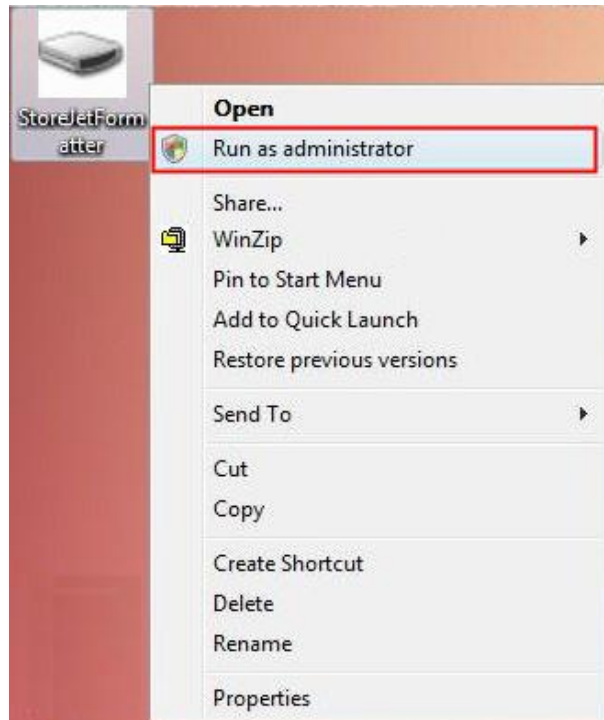 StoreJetForm
atter
Open
Run as administrator
Share...
WinZip
Pin to Start Menu
Add to Quick Launch
Restore previous versions
Send To
Cut
Copy
Create Shortcut
Delete
Rename
Properties